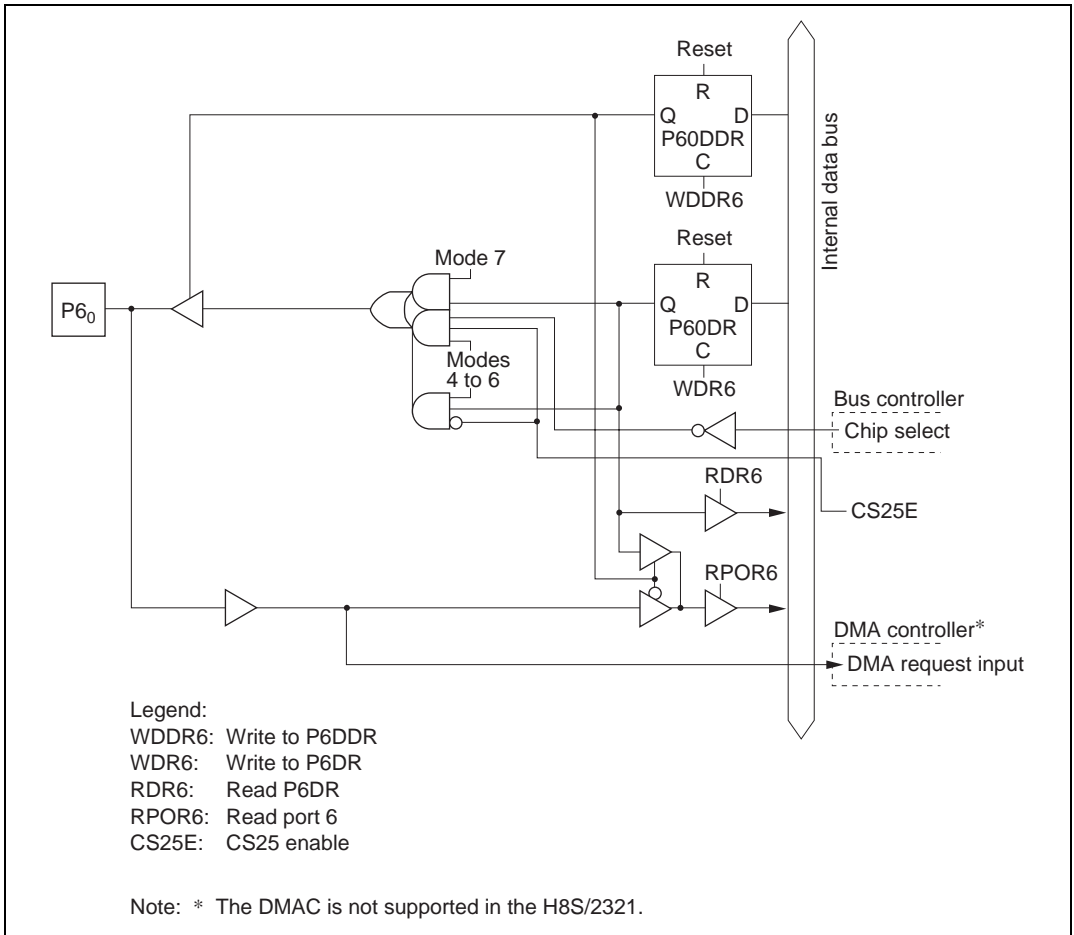 Reset
R
Q D
P60DDR
C
WDDR6
Internal data bus
Reset
R
Q D
P60DR
C
WDR6
Mode 7
P6₀
Modes
4 to 6
Bus controller
Chip select
RDR6
CS25E
RPOR6
DMA controller*
DMA request input
Legend:
WDDR6: Write to P6DDR
WDR6: Write to P6DR
RDR6: Read P6DR
RPOR6: Read port 6
CS25E: CS25 enable
Note: * The DMAC is not supported in the H8S/2321.